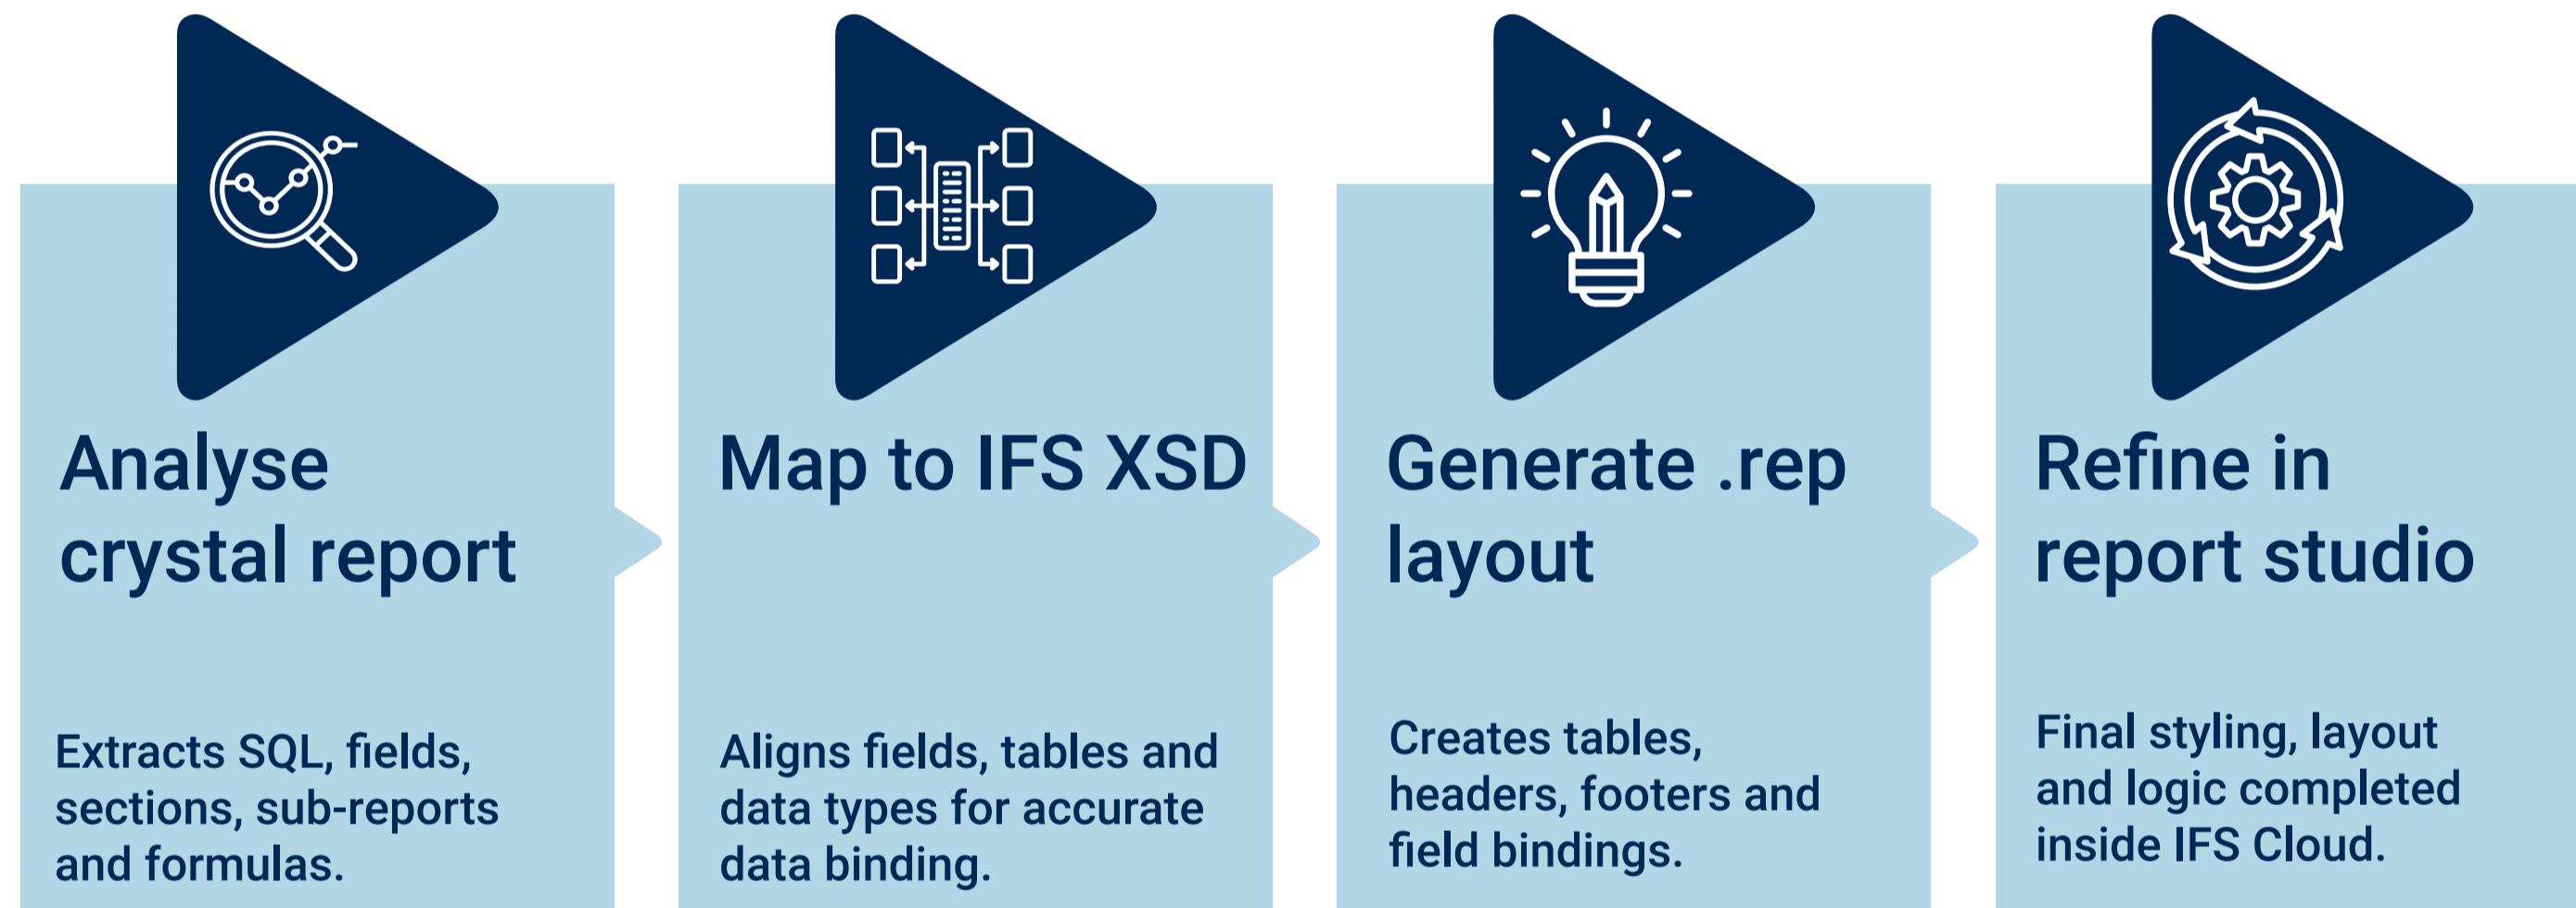 Analyse
crystal report
Extracts SQL, fields,
sections, sub-reports
and formulas.
Map to IFS XSD
Aligns fields, tables and
data types for accurate
data binding.
Generate .rep
layout
Creates tables,
headers, footers and
field bindings.
Refine in
report studio
Final styling, layout
and logic completed
inside IFS Cloud.